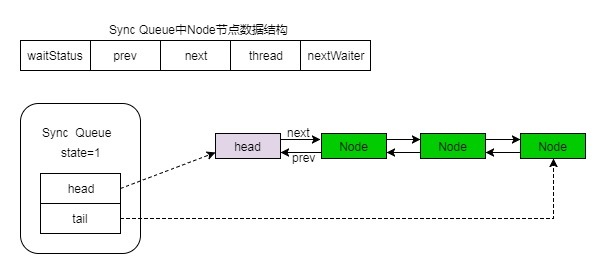 Sync Queue中Node节点数据结构
waitStatus prev next thread nextWaiter
Sync Queue
state=1
head
tail
head next prev Node Node Node